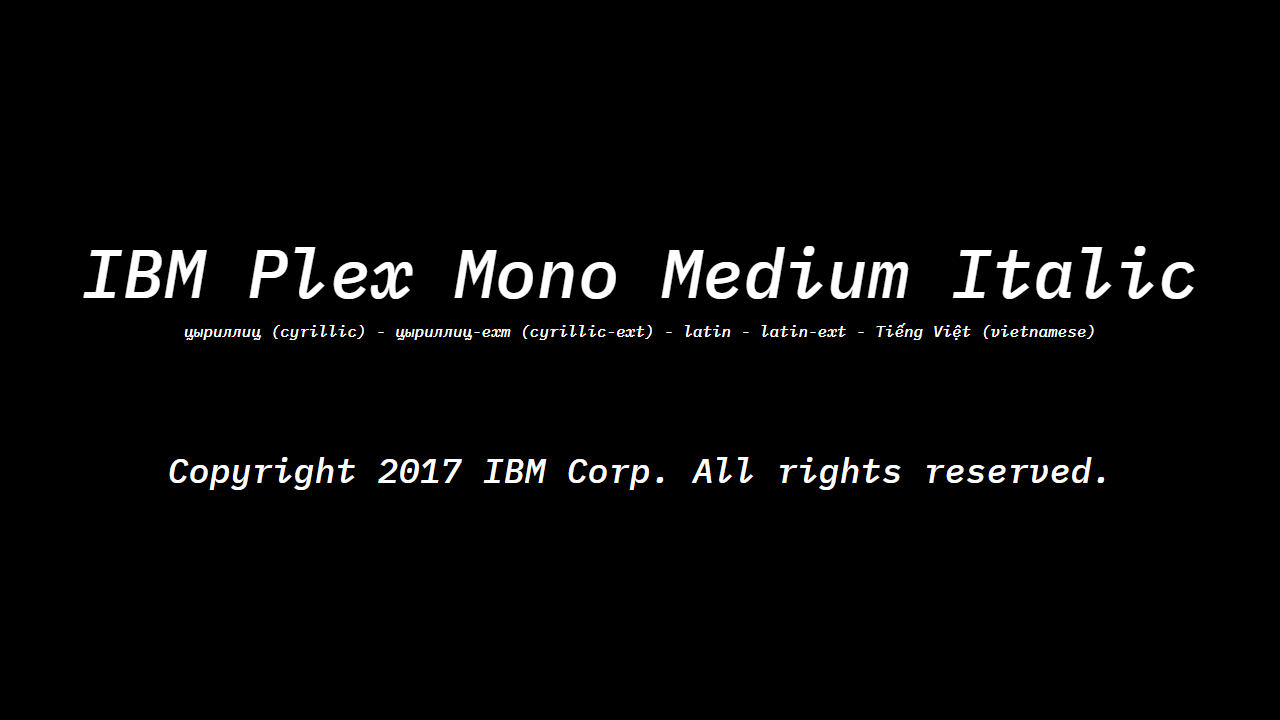 IBM Plex Mono Medium Italic
цыриллиц (cyrillic) - цыриллиц-ехт (cyrillic-ext) - latin - latin-ext - Tiếng Việt (vietnamese)
Copyright 2017 IBM Corp. All rights reserved.